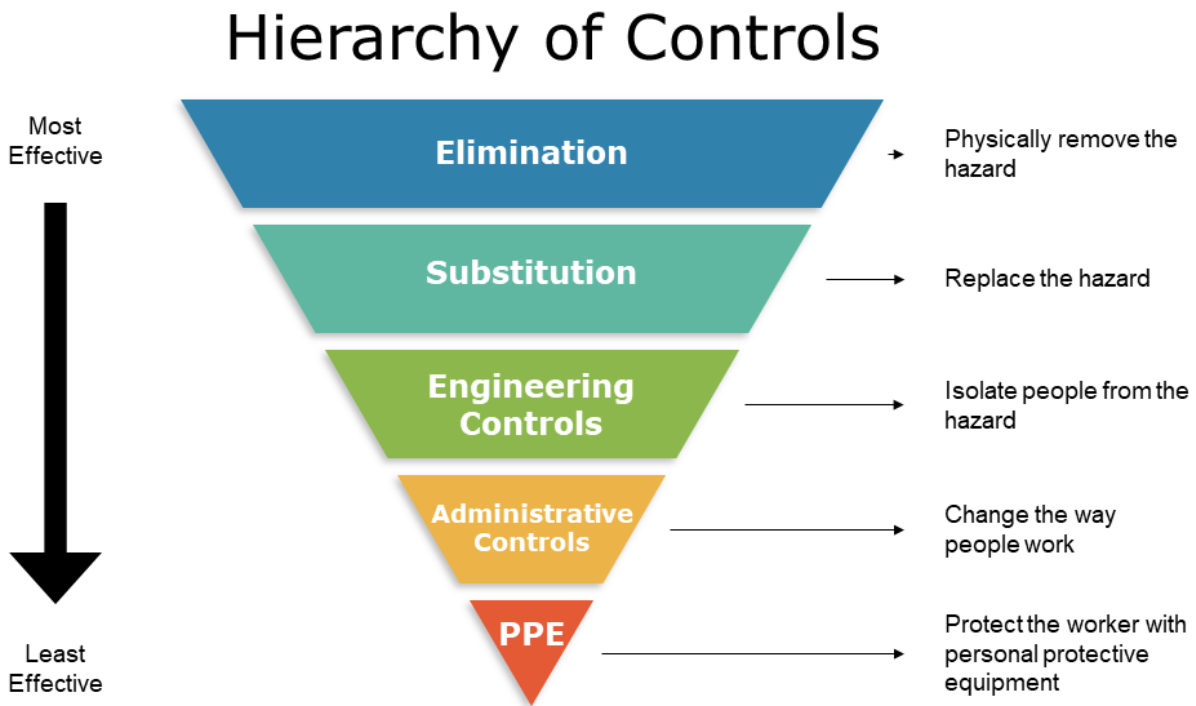 Hierarchy of Controls
Most
Effective
Elimination
Physically remove the
hazard
Substitution
Replace the hazard
Engineering
Controls
Isolate people from the
hazard
Administrative
Controls
Change the way
people work
PPE
Protect the worker with
personal protective
equipment
Least
Effective